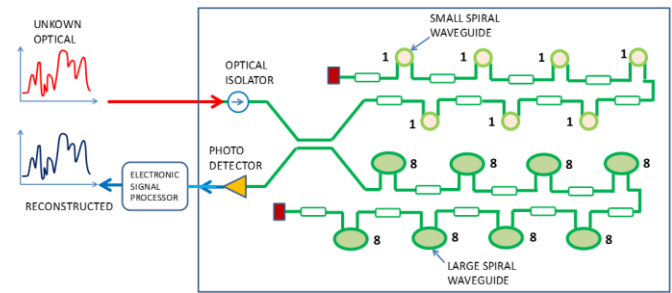 UNKOWN
OPTICAL
SMALL SPIRAL
WAVEGUIDE
1 1 1 1
OPTICAL
ISOLATOR
1 1 1
PHOTO
DETECTOR
8 8 8 8
ELECTRONIC
SIGNAL
PROCESSOR
RECONSTRUCTED
8 8 8 8
LARGE SPIRAL
WAVEGUIDE